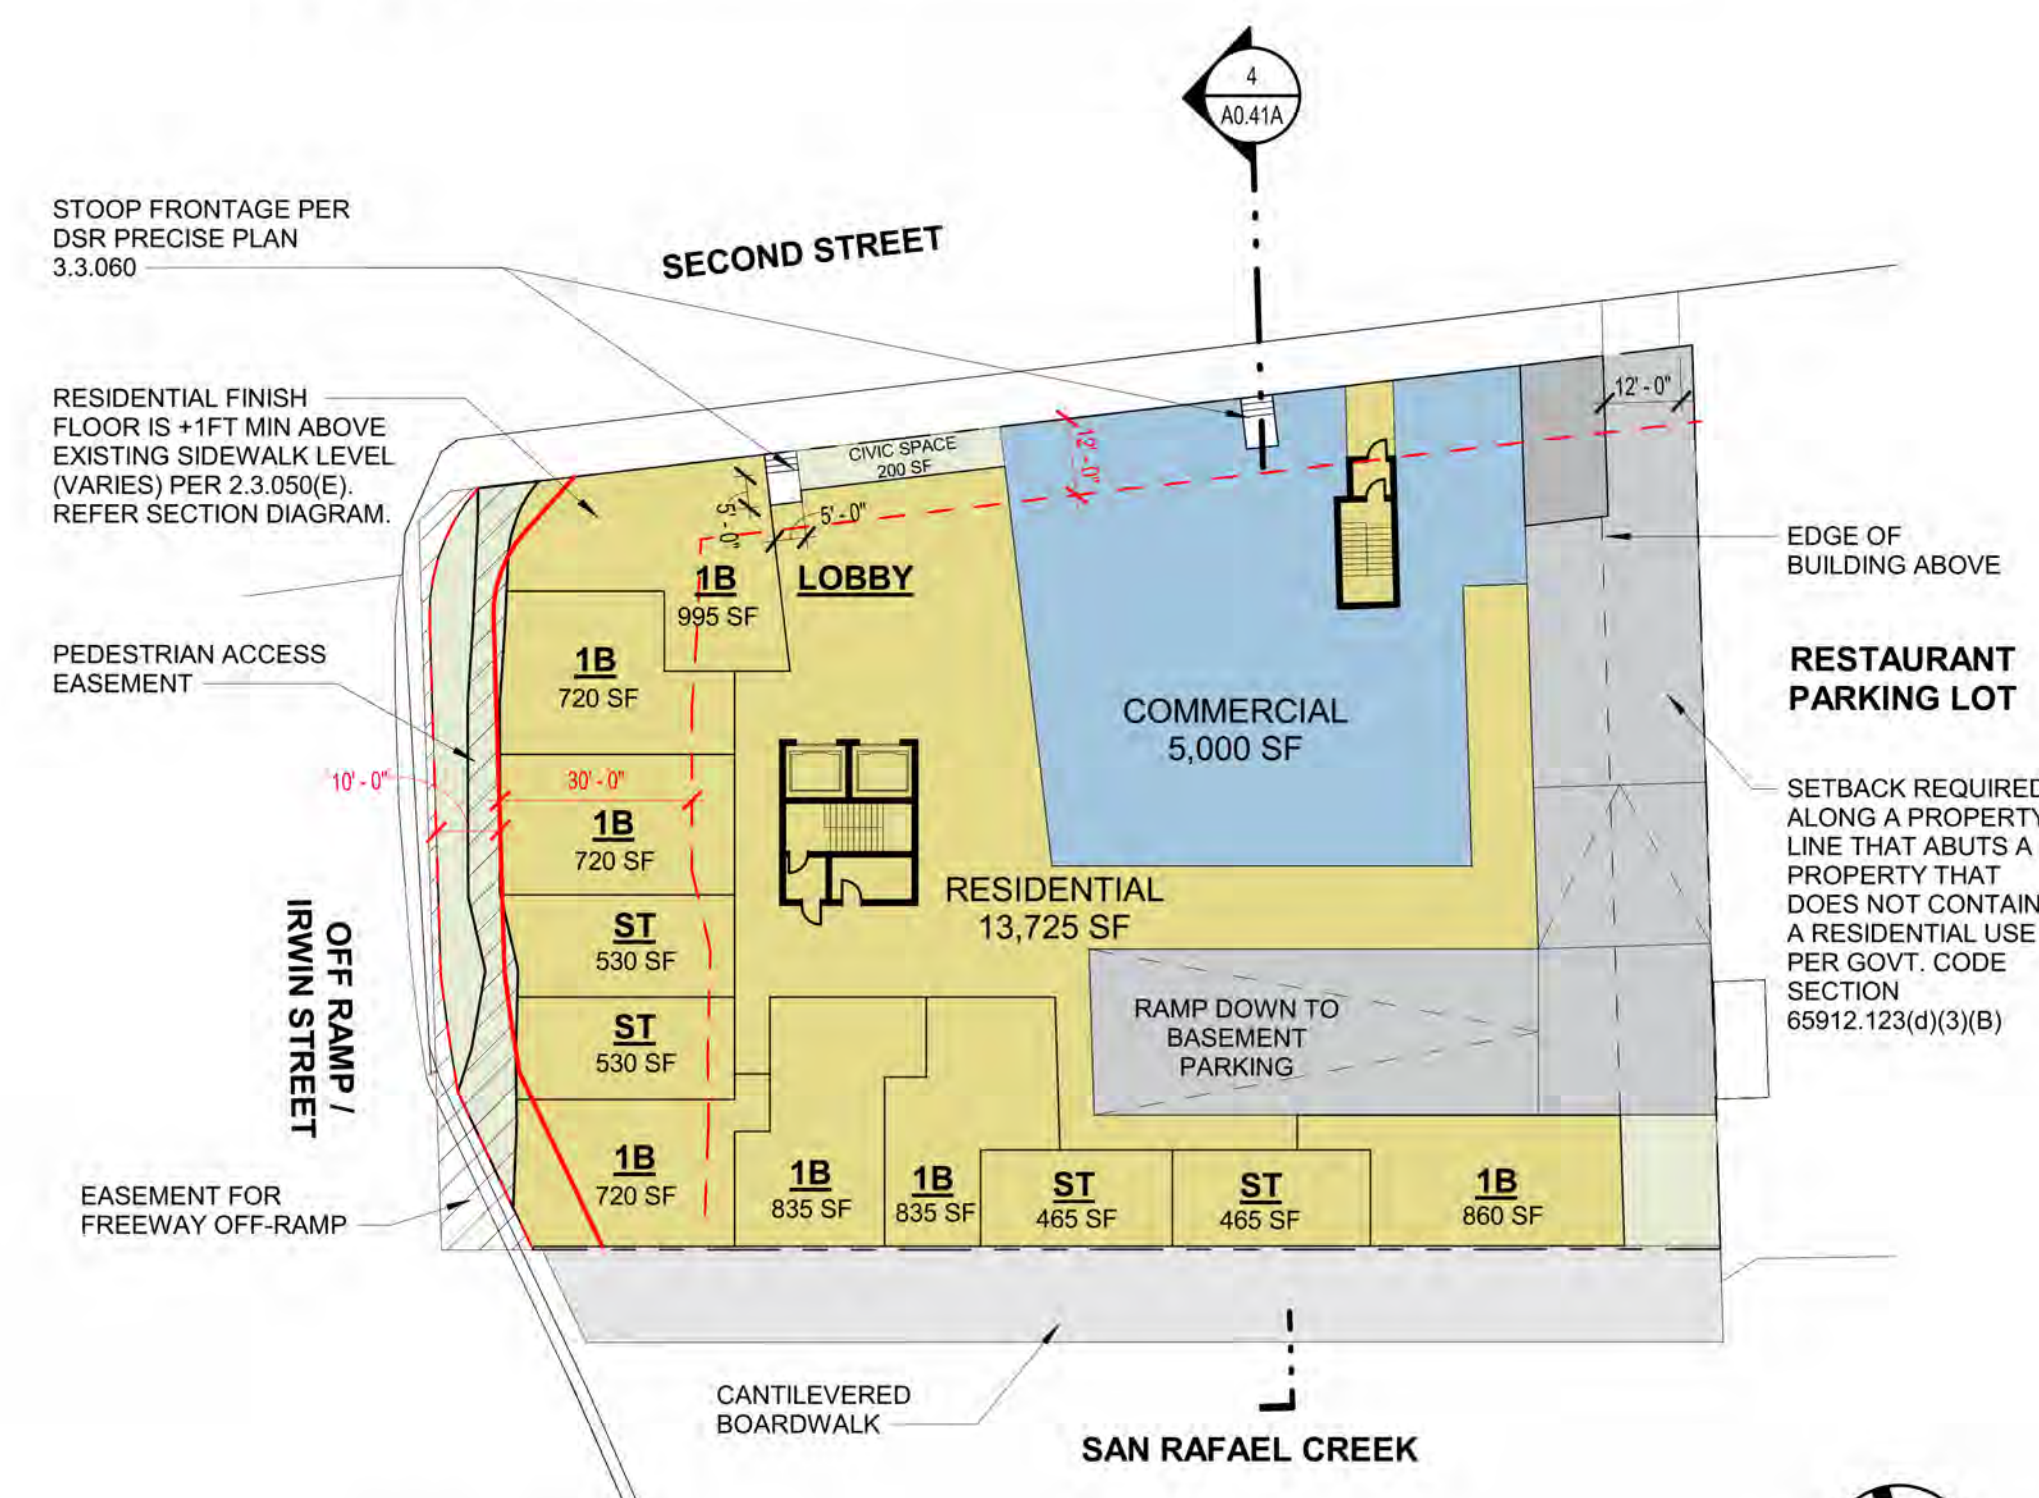 4
A0.41A
STOOP FRONTAGE PER
DSR PRECISE PLAN
3.3.060
SECOND STREET
RESIDENTIAL FINISH
FLOOR IS +1FT MIN ABOVE
EXISTING SIDEWALK LEVEL
(VARIES) PER 2.3.050(E).
REFER SECTION DIAGRAM.
12' - 0"
CIVIC SPACE
200 SF
12' - 0"
5' - 0"
5' - 0"
EDGE OF
BUILDING ABOVE
1B
995 SF
LOBBY
PEDESTRIAN ACCESS
EASEMENT
1B
720 SF
RESTAURANT
PARKING LOT
COMMERCIAL
5,000 SF
10' - 0"
30' - 0"
1B
720 SF
SETBACK REQUIRED
ALONG A PROPERTY
LINE THAT ABUTS A
PROPERTY THAT
DOES NOT CONTAIN
A RESIDENTIAL USE
PER GOVT. CODE
SECTION
65912.123(d)(3)(B)
RESIDENTIAL
13,725 SF
OFF RAMP /
IRWIN STREET
ST
530 SF
ST
530 SF
RAMP DOWN TO
BASEMENT
PARKING
1B
720 SF
1B
835 SF
1B
835 SF
ST
465 SF
ST
465 SF
1B
860 SF
EASEMENT FOR
FREEWAY OFF-RAMP
CANTILEVERED
BOARDWALK
SAN RAFAEL CREEK